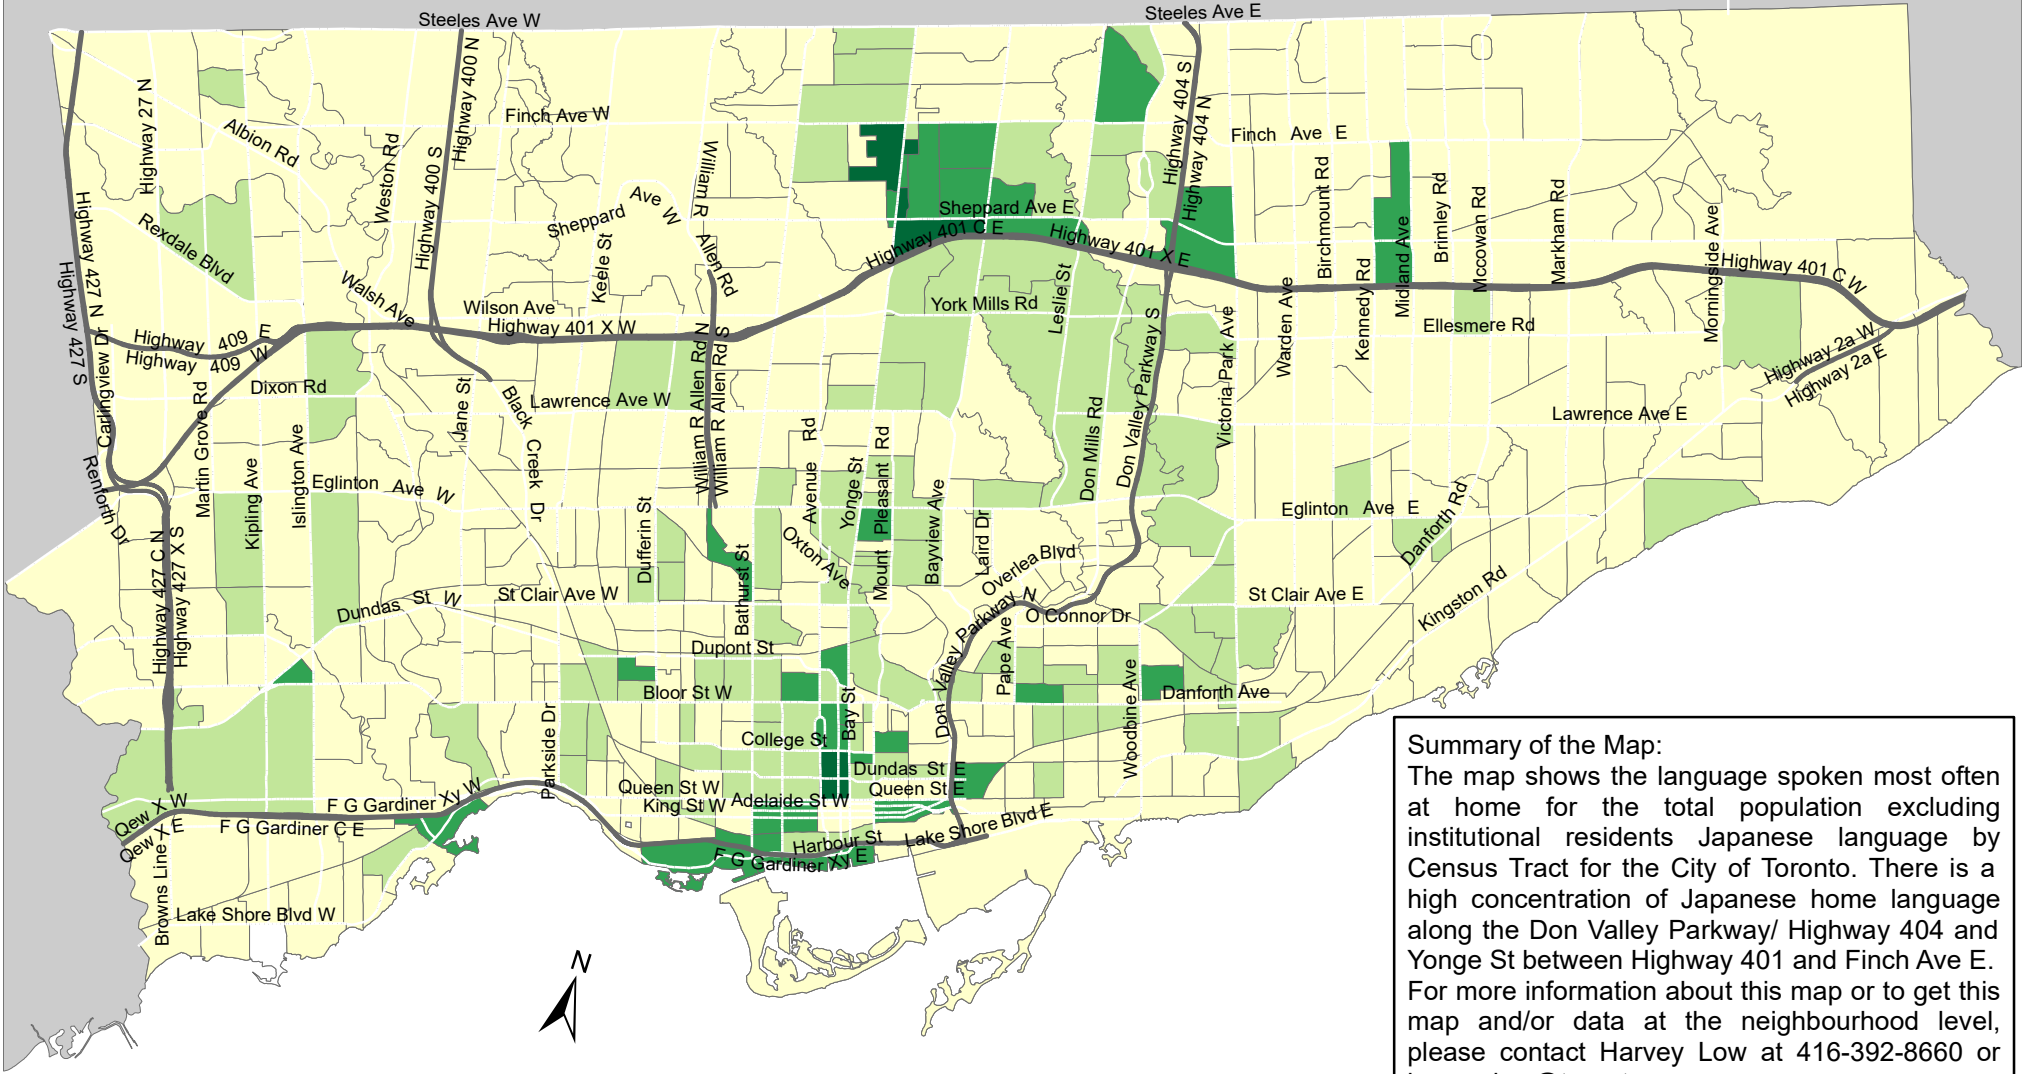 Steeles Ave W
Steeles Ave E
Highway 27 N
Albion Rd
Weston Rd
Highway 400 N
Highway 400 S
Finch Ave W
William R Allen Rd
Highway 404 S
Highway 404 N
Finch Ave E
Sheppard Ave W
Keele St
Sheppard Ave E
Highway 401 C E
Highway 401 X E
Leslie St
York Mills Rd
Birchmount Rd
Kennedy Rd
Midland Ave
Brimley Rd
Mccowan Rd
Markham Rd
Morningside Ave
Highway 401 C W
Highway 427 N
Highway 427 S
Rexdale Blvd
Walsh Ave
Wilson Ave
Highway 401 X W
Highway 409 E
Highway 409 W
Carlingview Dr
Dixon Rd
Martin Grove Rd
Jane St
Black Creek Dr
Lawrence Ave W
William R Allen Rd N
William R Allen Rd S
Don Valley Parkway S
Victoria Park Ave
Warden Ave
Ellesmere Rd
Highway 2a W
Highway 2a E
Lawrence Ave E
Renforth Dr
Kipling Ave
Islington Ave
Eglinton Ave W
Dufferin St
Bathurst St
Avenue Rd
Yonge St
Mount Pleasant Rd
Oxton Ave
Bayview Ave
Laird Dr
Don Mills Rd
Overlea Blvd
Eglinton Ave E
Danforth Rd
Highway 427 C N
Highway 427 X S
Dundas St W
St Clair Ave W
Don Valley Parkway N
O Connor Dr
St Clair Ave E
Kingston Rd
Dupont St
Bloor St W
Pape Ave
Woodbine Ave
Danforth Ave
Parkside Dr
Bay St
College St
Dundas St E
Queen St W
Queen St E
King St W
Adelaide St W
Qew X W
Qew X E
F G Gardiner Xy W
F G Gardiner C E
Harbour St
Lake Shore Blvd E
F G Gardiner Xy E
Browns Line
Lake Shore Blvd W
N
Summary of the Map:
The map shows the language spoken most often
at home for the total population excluding
institutional residents Japanese language by
Census Tract for the City of Toronto. There is a
high concentration of Japanese home language
along the Don Valley Parkway/ Highway 404 and
Yonge St between Highway 401 and Finch Ave E.
For more information about this map or to get this
map and/or data at the neighbourhood level,
please contact Harvey Low at 416-392-8660 or